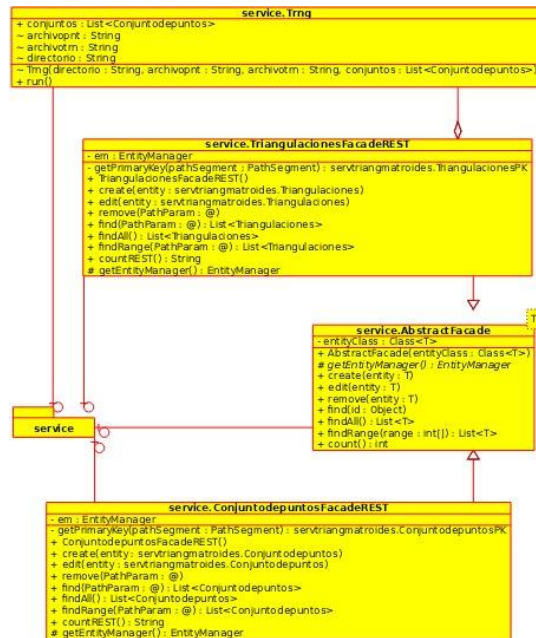 service.Trng
+ conjuntos : List<Conjuntodepuntos>
~ archivopnt : String
~ archivotrn : String
~ directorio : String
~ Trng(directorio : String, archivopnt : String, archivotrn : String, conjuntos : List<Conjuntodepuntos>)
+ run()
service.TriangulacionesFacadeREST
- em : EntityManager
- getPrimaryKey(pathSegment : PathSegment) : servtriangmatroides.TriangulacionesPK
+ TriangulacionesFacadeREST()
+ create(entity : servtriangmatroides.Triangulaciones)
+ edit(entity : servtriangmatroides.Triangulaciones)
+ remove(PathParam : @)
+ find(PathParam : @) : List<Triangulaciones>
+ findAll() : List<Triangulaciones>
+ findRange(PathParam : @) : List<Triangulaciones>
+ countREST() : String
# getEntityManager() : EntityManager
T
service.AbstractFacade
- entityClass : Class<T>
+ AbstractFacade(entityClass : Class<T>)
# getEntityManager() : EntityManager
+ create(entity : T)
+ edit(entity : T)
+ remove(entity : T)
+ find(id : Object)
+ findAll() : List<T>
+ findRange(range : int[]) : List<T>
+ count() : int
service
service.ConjuntodepuntosFacadeREST
- em : EntityManager
- getPrimaryKey(pathSegment : PathSegment) : servtriangmatroides.ConjuntodepuntosPK
+ ConjuntodepuntosFacadeREST()
+ create(entity : servtriangmatroides.Conjuntodepuntos)
+ edit(entity : servtriangmatroides.Conjuntodepuntos)
+ remove(PathParam : @)
+ find(PathParam : @) : List<Conjuntodepuntos>
+ findAll() : List<Conjuntodepuntos>
+ findRange(PathParam : @) : List<Conjuntodepuntos>
+ countREST() : String
# getEntityManager() : EntityManager